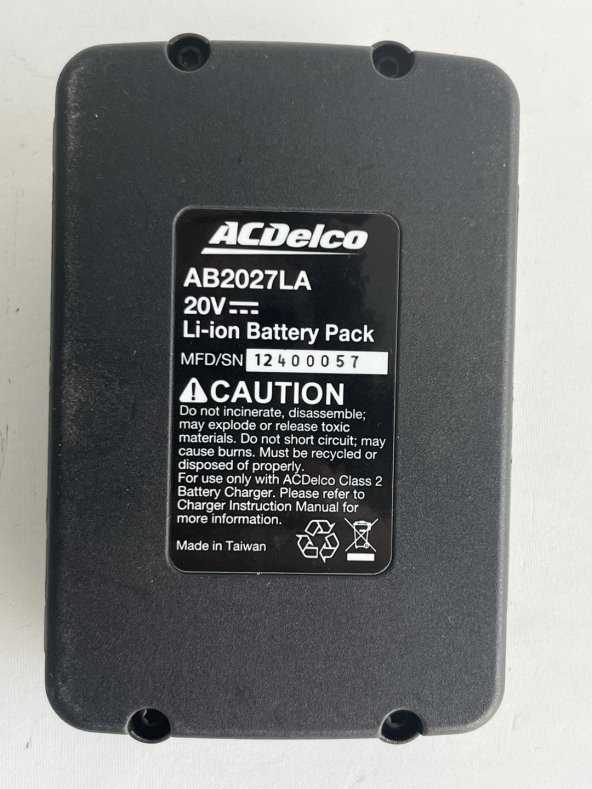 ACDelco
AB2027LA
20V⎓
Li-ion Battery Pack
MFD/SN 12400057
⚠CAUTION
Do not incinerate, disassemble;
may explode or release toxic
materials. Do not short circuit; may
cause burns. Must be recycled or
disposed of properly.
For use only with ACDelco Class 2
Battery Charger. Please refer to
Charger Instruction Manual for
more information.
Made in Taiwan